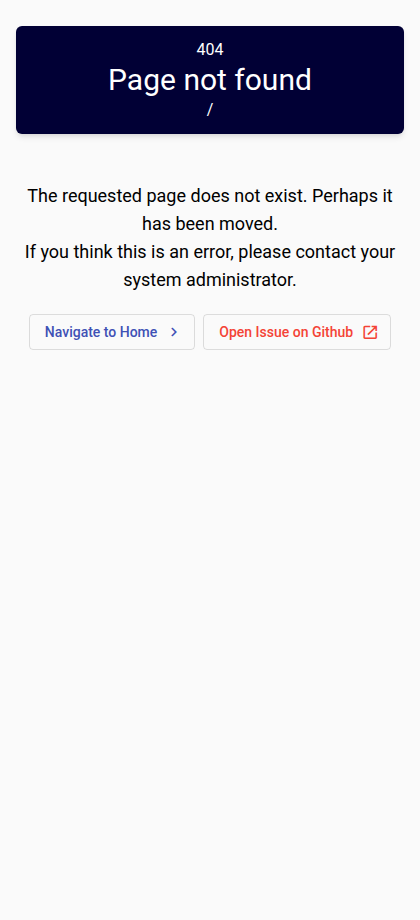 404
Page not found
/
The requested page does not exist. Perhaps it
has been moved.
If you think this is an error, please contact your
system administrator.
Navigate to Home
Open Issue on Github